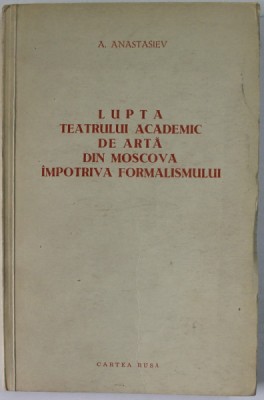 A. ANASTASIEV
LUPTA
TEATRULUI ACADEMIC
DE ARTĂ
DIN MOSCOVA
ÎMPOTRIVA FORMALISMULUI
CARTEA RUSĂ